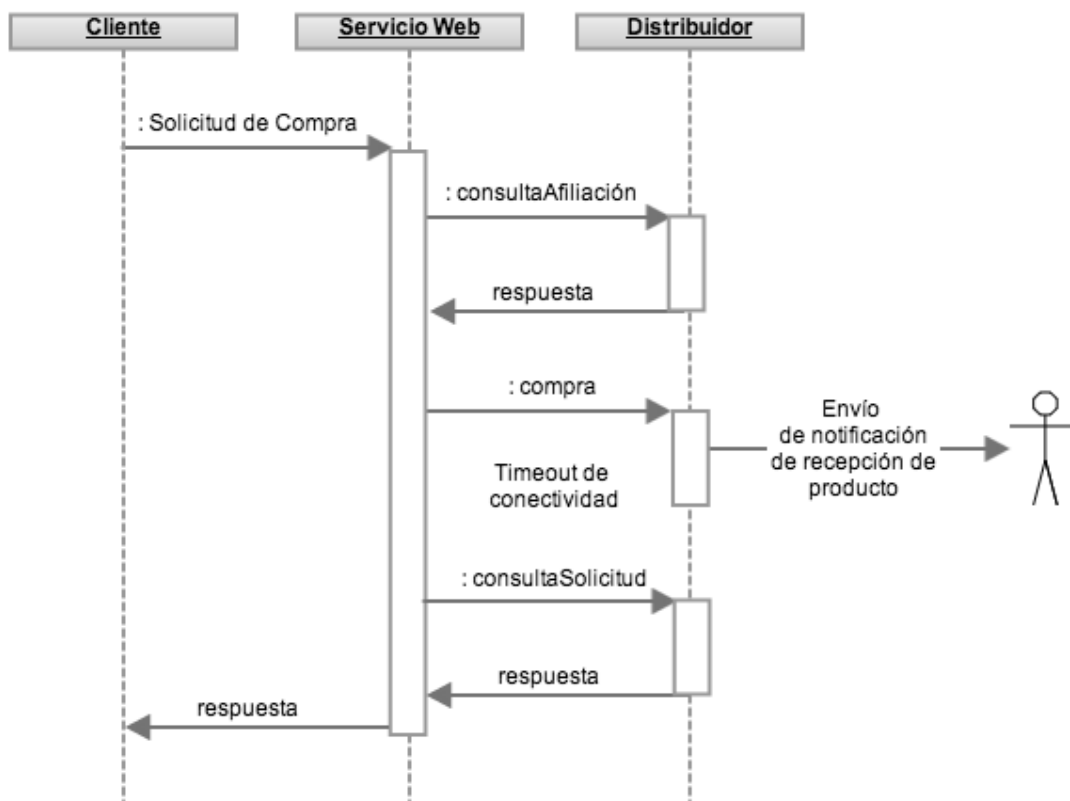 Cliente
Servicio Web
Distribuidor
: Solicitud de Compra
: consultaAfiliación
respuesta
: compra
Envío
de notificación
de recepción de
producto
Timeout de
conectividad
: consultaSolicitud
respuesta
respuesta